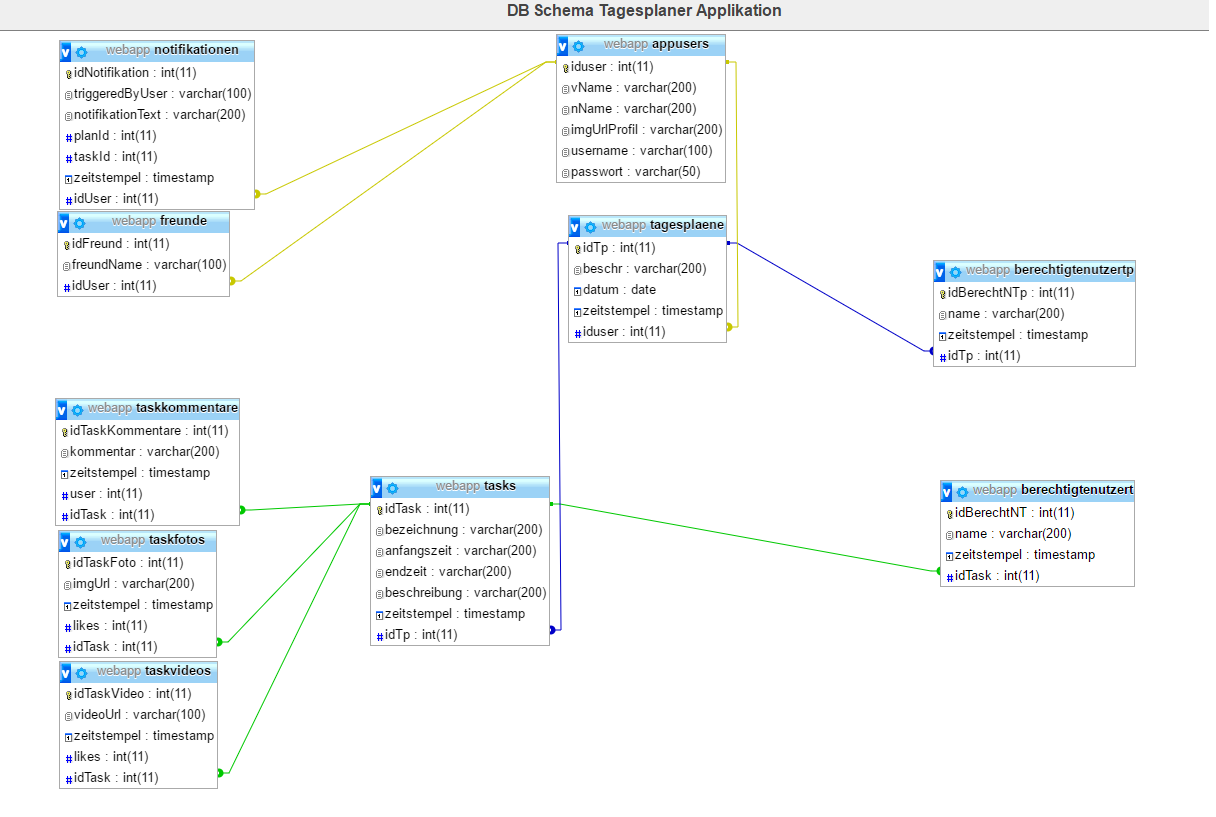 DB Schema Tagesplaner Applikation
webapp notifikationen
idNotifikation : int(11)
triggeredByUser : varchar(100)
notifikationText : varchar(200)
planId : int(11)
taskId : int(11)
zeitstempel : timestamp
idUser : int(11)
webapp freunde
idFreund : int(11)
freundName : varchar(100)
idUser : int(11)
webapp appusers
iduser : int(11)
vName : varchar(200)
nName : varchar(200)
imgUrlProfil : varchar(200)
username : varchar(100)
passwort : varchar(50)
webapp tagesplaene
idTp : int(11)
beschr : varchar(200)
datum : date
zeitstempel : timestamp
iduser : int(11)
webapp berechtigtenutzertp
idBerechtNTp : int(11)
name : varchar(200)
zeitstempel : timestamp
idTp : int(11)
webapp taskkommentare
idTaskKommentare : int(11)
kommentar : varchar(200)
zeitstempel : timestamp
user : int(11)
idTask : int(11)
webapp taskfotos
idTaskFoto : int(11)
imgUrl : varchar(200)
zeitstempel : timestamp
likes : int(11)
idTask : int(11)
webapp taskvideos
idTaskVideo : int(11)
videoUrl : varchar(100)
zeitstempel : timestamp
likes : int(11)
idTask : int(11)
webapp tasks
idTask : int(11)
bezeichnung : varchar(200)
anfangszeit : varchar(200)
endzeit : varchar(200)
beschreibung : varchar(200)
zeitstempel : timestamp
idTp : int(11)
webapp berechtigtenutzert
idBerechtNT : int(11)
name : varchar(200)
zeitstempel : timestamp
idTask : int(11)